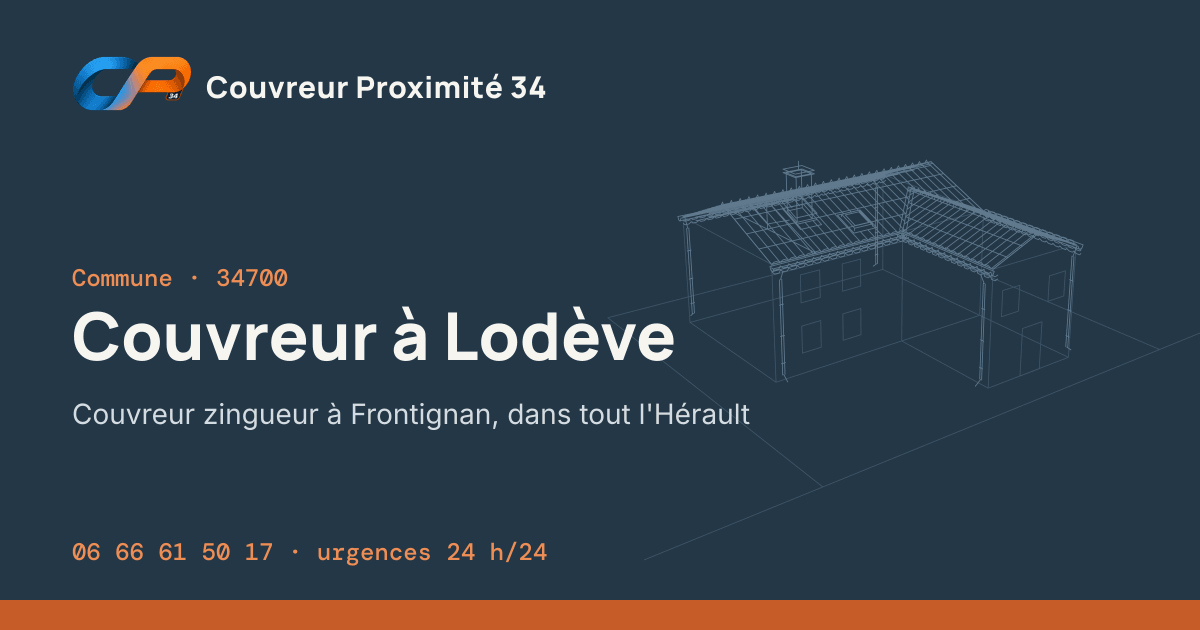 CP 34
Couvreur Proximité 34
Commune · 34700
Couvreur à Lodève
Couvreur zingueur à Frontignan, dans tout l'Hérault
06 66 61 50 17 · urgences 24 h/24